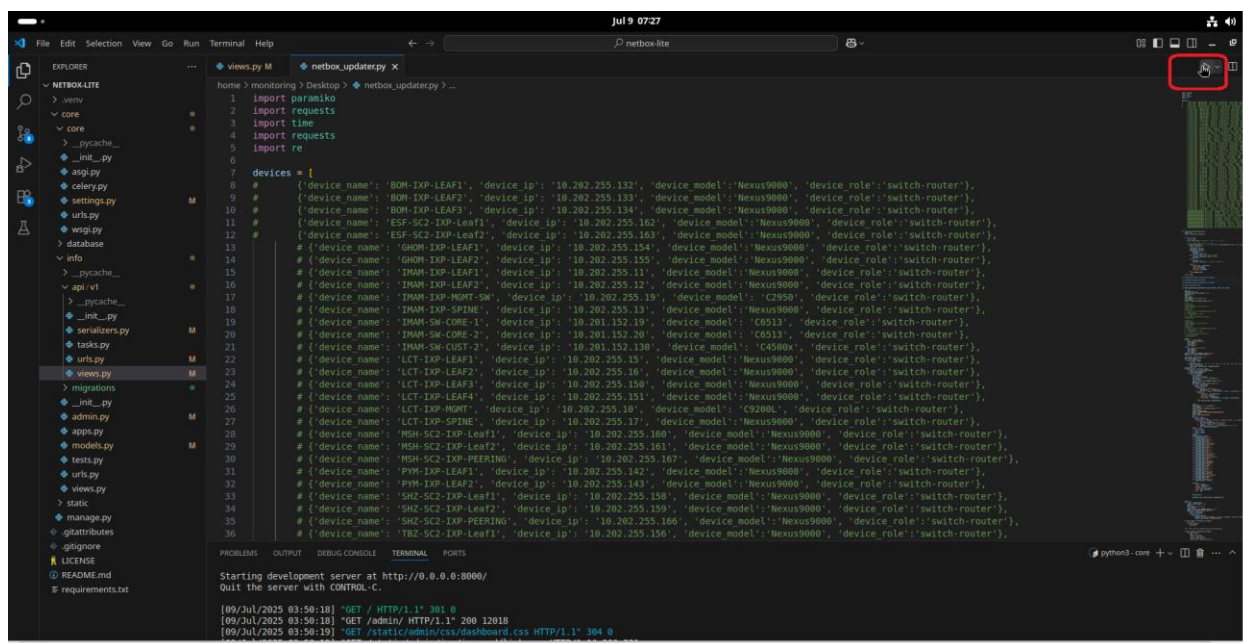 Jul 9 07:27
File Edit Selection View Go Run Terminal Help
netbox-lite
EXPLORER
views.py M
netbox_updater.py
home > monitoring > Desktop > netbox_updater.py > ...
NETBOX-LITE
.venv
core
core
__pycache__
__init__.py
asgi.py
celery.py
settings.py M
urls.py
wsgi.py
database
info
__pycache__
api/v1
__pycache__
__init__.py
serializers.py M
tasks.py
urls.py M
views.py M
migrations
__init__.py
admin.py M
apps.py
models.py M
tests.py
urls.py
views.py
static
manage.py
.gitattributes
.gitignore
LICENSE
README.md
requirements.txt
1 import paramiko
2 import requests
3 import time
4 import requests
5 import re
6
7 devices = [
8 # {'device_name': 'BOM-IXP-LEAF1', 'device_ip': '10.202.255.132', 'device_model':'Nexus9000', 'device_role':'switch-router'},
9 # {'device_name': 'BOM-IXP-LEAF2', 'device_ip': '10.202.255.133', 'device_model':'Nexus9000', 'device_role':'switch-router'},
10 # {'device_name': 'BOM-IXP-LEAF3', 'device_ip': '10.202.255.134', 'device_model':'Nexus9000', 'device_role':'switch-router'},
11 # {'device_name': 'ESF-SC2-IXP-Leaf1', 'device_ip': '10.202.255.162', 'device_model':'Nexus9000', 'device_role':'switch-router'},
12 # {'device_name': 'ESF-SC2-IXP-Leaf2', 'device_ip': '10.202.255.163', 'device_model':'Nexus9000', 'device_role':'switch-router'},
13 # {'device_name': 'GHOM-IXP-LEAF1', 'device_ip': '10.202.255.154', 'device_model':'Nexus9000', 'device_role':'switch-router'},
14 # {'device_name': 'GHOM-IXP-LEAF2', 'device_ip': '10.202.255.155', 'device_model':'Nexus9000', 'device_role':'switch-router'},
15 # {'device_name': 'IMAM-IXP-LEAF1', 'device_ip': '10.202.255.11', 'device_model':'Nexus9000', 'device_role':'switch-router'},
16 # {'device_name': 'IMAM-IXP-LEAF2', 'device_ip': '10.202.255.12', 'device_model':'Nexus9000', 'device_role':'switch-router'},
17 # {'device_name': 'IMAM-IXP-MGMT-SW', 'device_ip': '10.202.255.19', 'device_model': 'C2950', 'device_role':'switch-router'},
18 # {'device_name': 'IMAM-IXP-SPINE', 'device_ip': '10.202.255.13', 'device_model':'Nexus9000', 'device_role':'switch-router'},
19 # {'device_name': 'IMAM-SW-CORE-1', 'device_ip': '10.201.152.19', 'device_model': 'C6513', 'device_role':'switch-router'},
20 # {'device_name': 'IMAM-SW-CORE-2', 'device_ip': '10.201.152.20', 'device_model': 'C6513', 'device_role':'switch-router'},
21 # {'device_name': 'IMAM-SW-CUST-2', 'device_ip': '10.201.152.130', 'device_model': 'C4500x', 'device_role':'switch-router'},
22 # {'device_name': 'LCT-IXP-LEAF1', 'device_ip': '10.202.255.15', 'device_model':'Nexus9000', 'device_role':'switch-router'},
23 # {'device_name': 'LCT-IXP-LEAF2', 'device_ip': '10.202.255.16', 'device_model':'Nexus9000', 'device_role':'switch-router'},
24 # {'device_name': 'LCT-IXP-LEAF3', 'device_ip': '10.202.255.150', 'device_model':'Nexus9000', 'device_role':'switch-router'},
25 # {'device_name': 'LCT-IXP-LEAF4', 'device_ip': '10.202.255.151', 'device_model':'Nexus9000', 'device_role':'switch-router'},
26 # {'device_name': 'LCT-IXP-MGMT', 'device_ip': '10.202.255.10', 'device_model': 'C9200L', 'device_role':'switch-router'},
27 # {'device_name': 'LCT-IXP-SPINE', 'device_ip': '10.202.255.17', 'device_model':'Nexus9000', 'device_role':'switch-router'},
28 # {'device_name': 'MSH-SC2-IXP-Leaf1', 'device_ip': '10.202.255.160', 'device_model':'Nexus9000', 'device_role':'switch-router'},
29 # {'device_name': 'MSH-SC2-IXP-Leaf2', 'device_ip': '10.202.255.161', 'device_model':'Nexus9000', 'device_role':'switch-router'},
30 # {'device_name': 'MSH-SC2-IXP-PEERING', 'device_ip': '10.202.255.167', 'device_model':'Nexus9000', 'device_role':'switch-router'},
31 # {'device_name': 'PYM-IXP-LEAF1', 'device_ip': '10.202.255.142', 'device_model':'Nexus9000', 'device_role':'switch-router'},
32 # {'device_name': 'PYM-IXP-LEAF2', 'device_ip': '10.202.255.143', 'device_model':'Nexus9000', 'device_role':'switch-router'},
33 # {'device_name': 'SHZ-SC2-IXP-Leaf1', 'device_ip': '10.202.255.158', 'device_model':'Nexus9000', 'device_role':'switch-router'},
34 # {'device_name': 'SHZ-SC2-IXP-Leaf2', 'device_ip': '10.202.255.159', 'device_model':'Nexus9000', 'device_role':'switch-router'},
35 # {'device_name': 'SHZ-SC2-IXP-PEERING', 'device_ip': '10.202.255.166', 'device_model':'Nexus9000', 'device_role':'switch-router'},
36 # {'device_name': 'TBZ-SC2-IXP-Leaf1', 'device_ip': '10.202.255.156', 'device_model':'Nexus9000', 'device_role':'switch-router'},
PROBLEMS OUTPUT DEBUG CONSOLE TERMINAL PORTS
python3 - core
Starting development server at http://0.0.0.0:8000/
Quit the server with CONTROL-C.
[09/Jul/2025 03:50:18] "GET / HTTP/1.1" 301 0
[09/Jul/2025 03:50:18] "GET /admin/ HTTP/1.1" 200 12018
[09/Jul/2025 03:50:19] "GET /static/admin/css/dashboard.css HTTP/1.1" 304 0